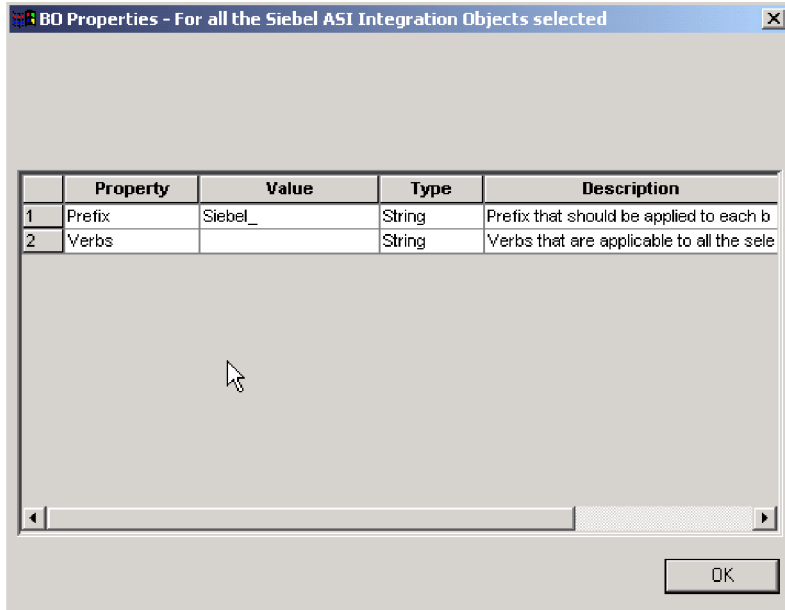 BO Properties - For all the Siebel ASI Integration Objects selected
Property Value Type Description
1 Prefix Siebel_ String Prefix that should be applied to each b
2 Verbs String Verbs that are applicable to all the sele
OK